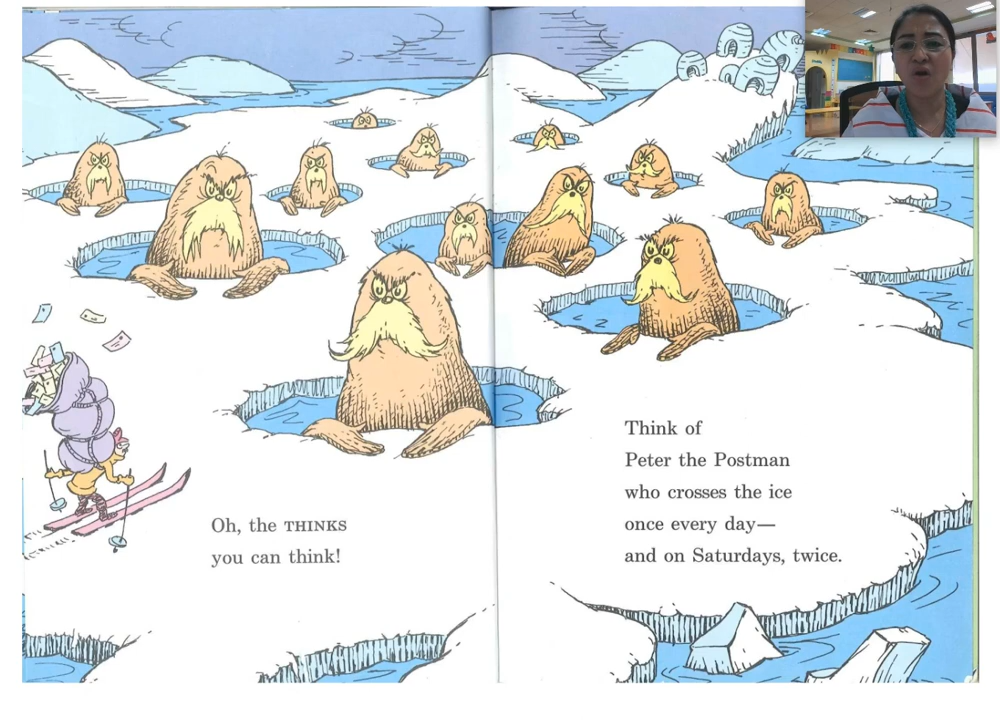 Oh, the THINKS
you can think!
Think of
Peter the Postman
who crosses the ice
once every day—
and on Saturdays, twice.